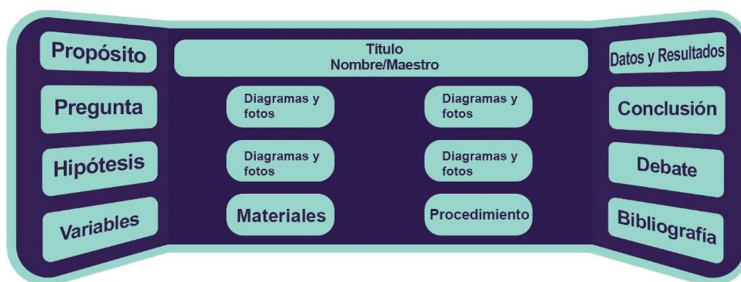 Propósito
Pregunta
Hipótesis
Variables
Título
Nombre/Maestro
Diagramas y
fotos
Diagramas y
fotos
Diagramas y
fotos
Diagramas y
fotos
Materiales
Procedimiento
Datos y Resultados
Conclusión
Debate
Bibliografía